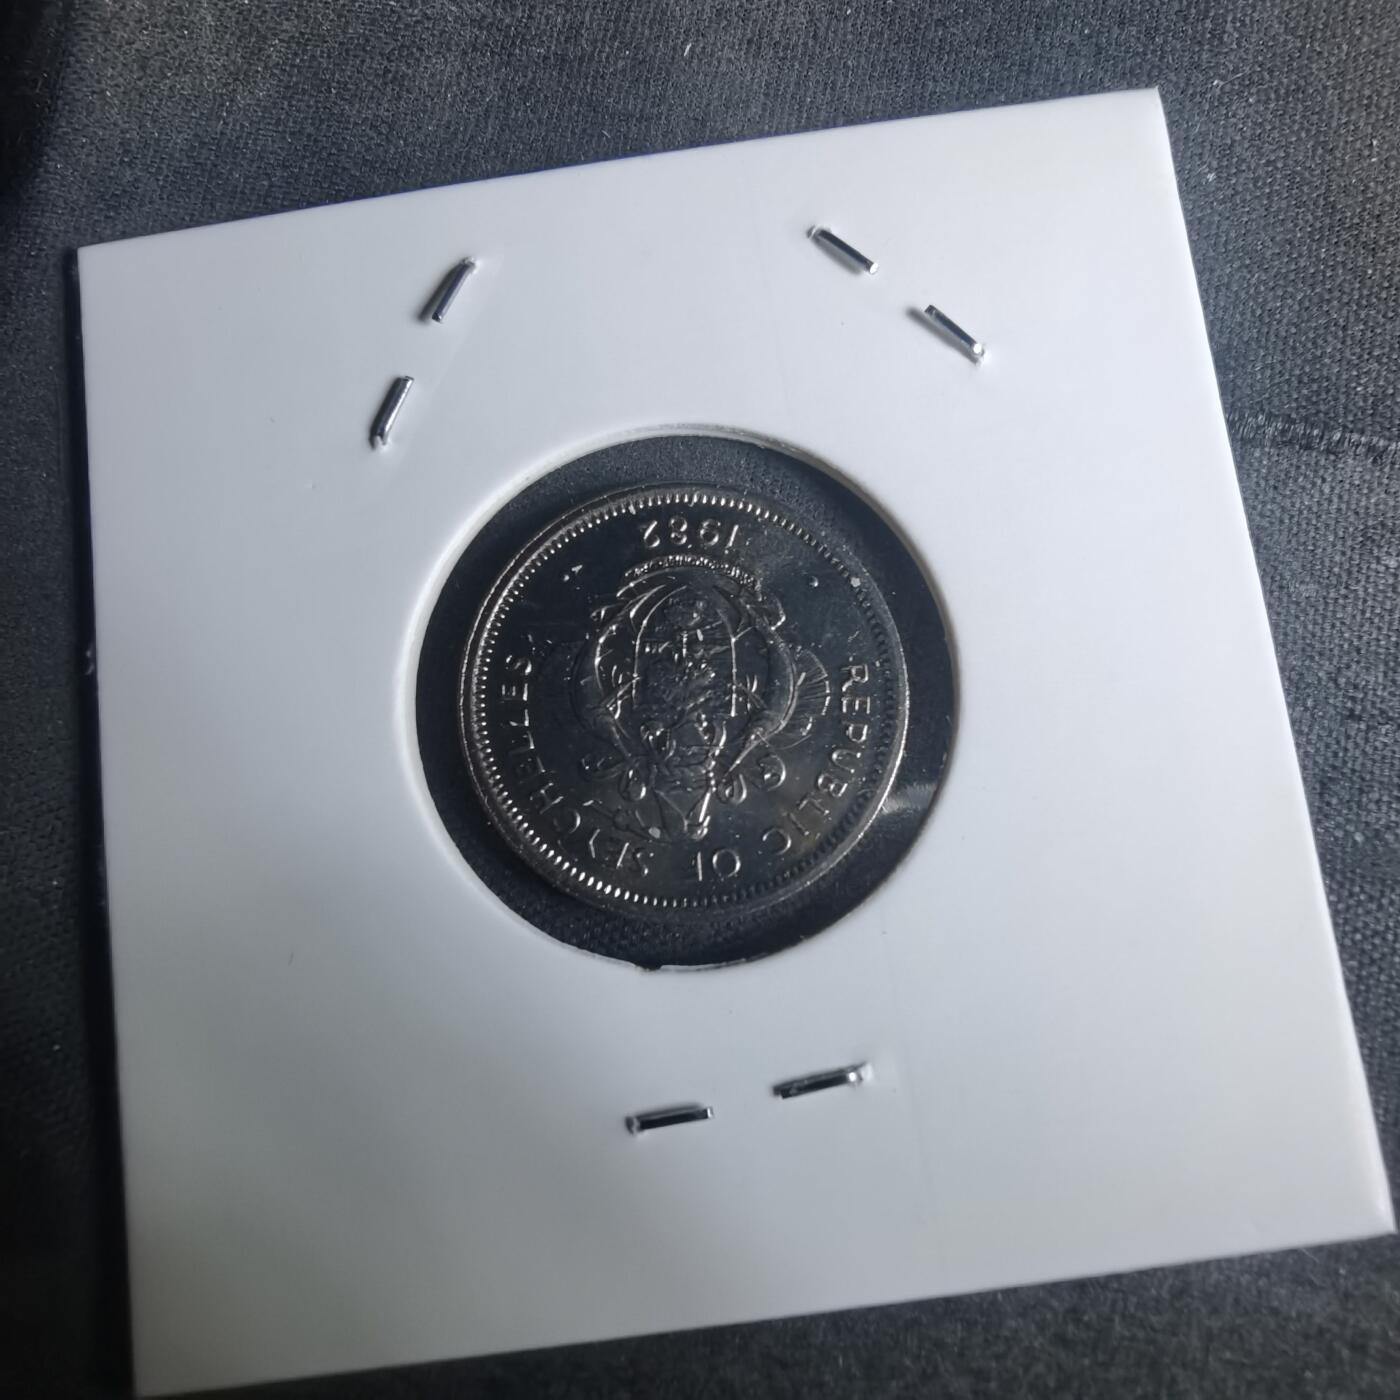 REPUBLIC OF SEYCHELLES
1982